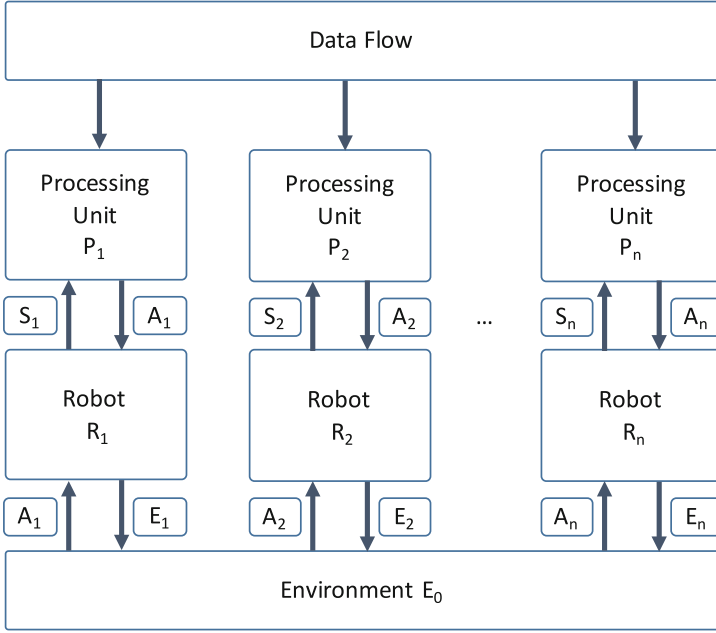 Data Flow
Processing
Unit
P₁
Processing
Unit
P₂
Processing
Unit
Pₙ
S₁
A₁
S₂
A₂
...
Sₙ
Aₙ
Robot
R₁
Robot
R₂
Robot
Rₙ
A₁
E₁
A₂
E₂
Aₙ
Eₙ
Environment E₀